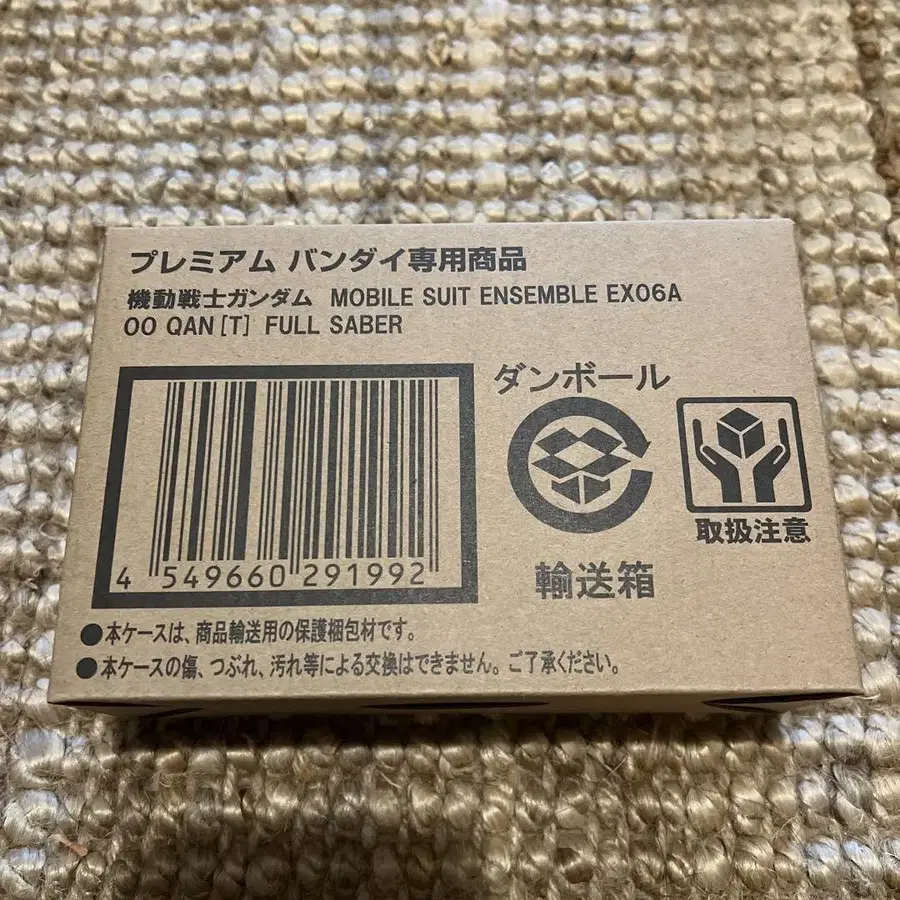 プレミアム バンダイ専用商品
機動戦士ガンダム MOBILE SUIT ENSEMBLE EX06A
OO QAN[T] FULL SABER
ダンボール
取扱注意
輸送箱
4 549660 291992
●本ケースは、商品輸送用の保護梱包材です。
●本ケースの傷、つぶれ、汚れ等による交換はできません。ご了承ください。